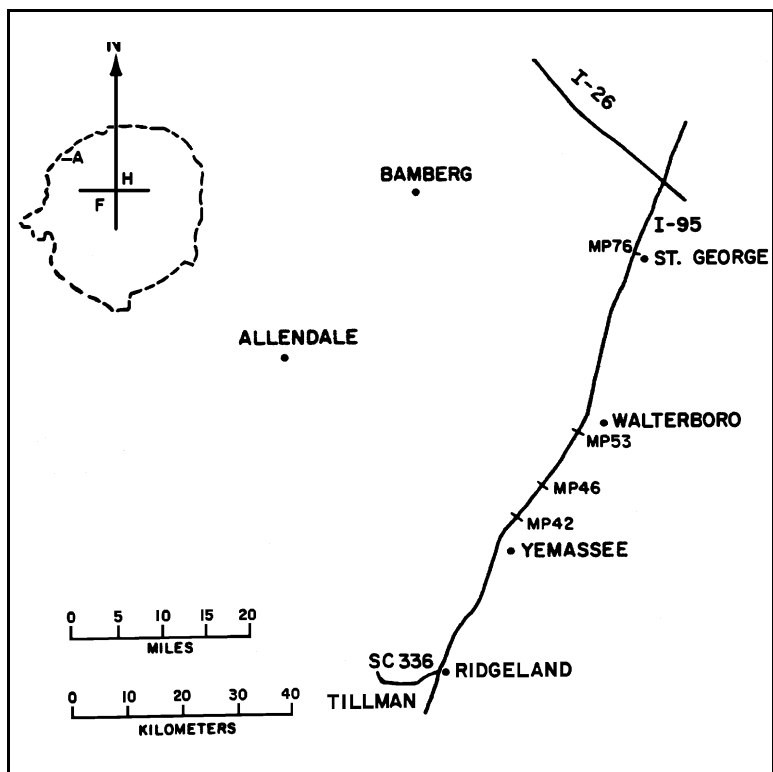 N
I-26
A
H
F
BAMBERG
I-95
MP76
ST. GEORGE
ALLENDALE
WALTERBORO
MP53
MP46
MP42
YEMASSEE
0 5 10 15 20
MILES
SC 336
RIDGELAND
TILLMAN
0 10 20 30 40
KILOMETERS